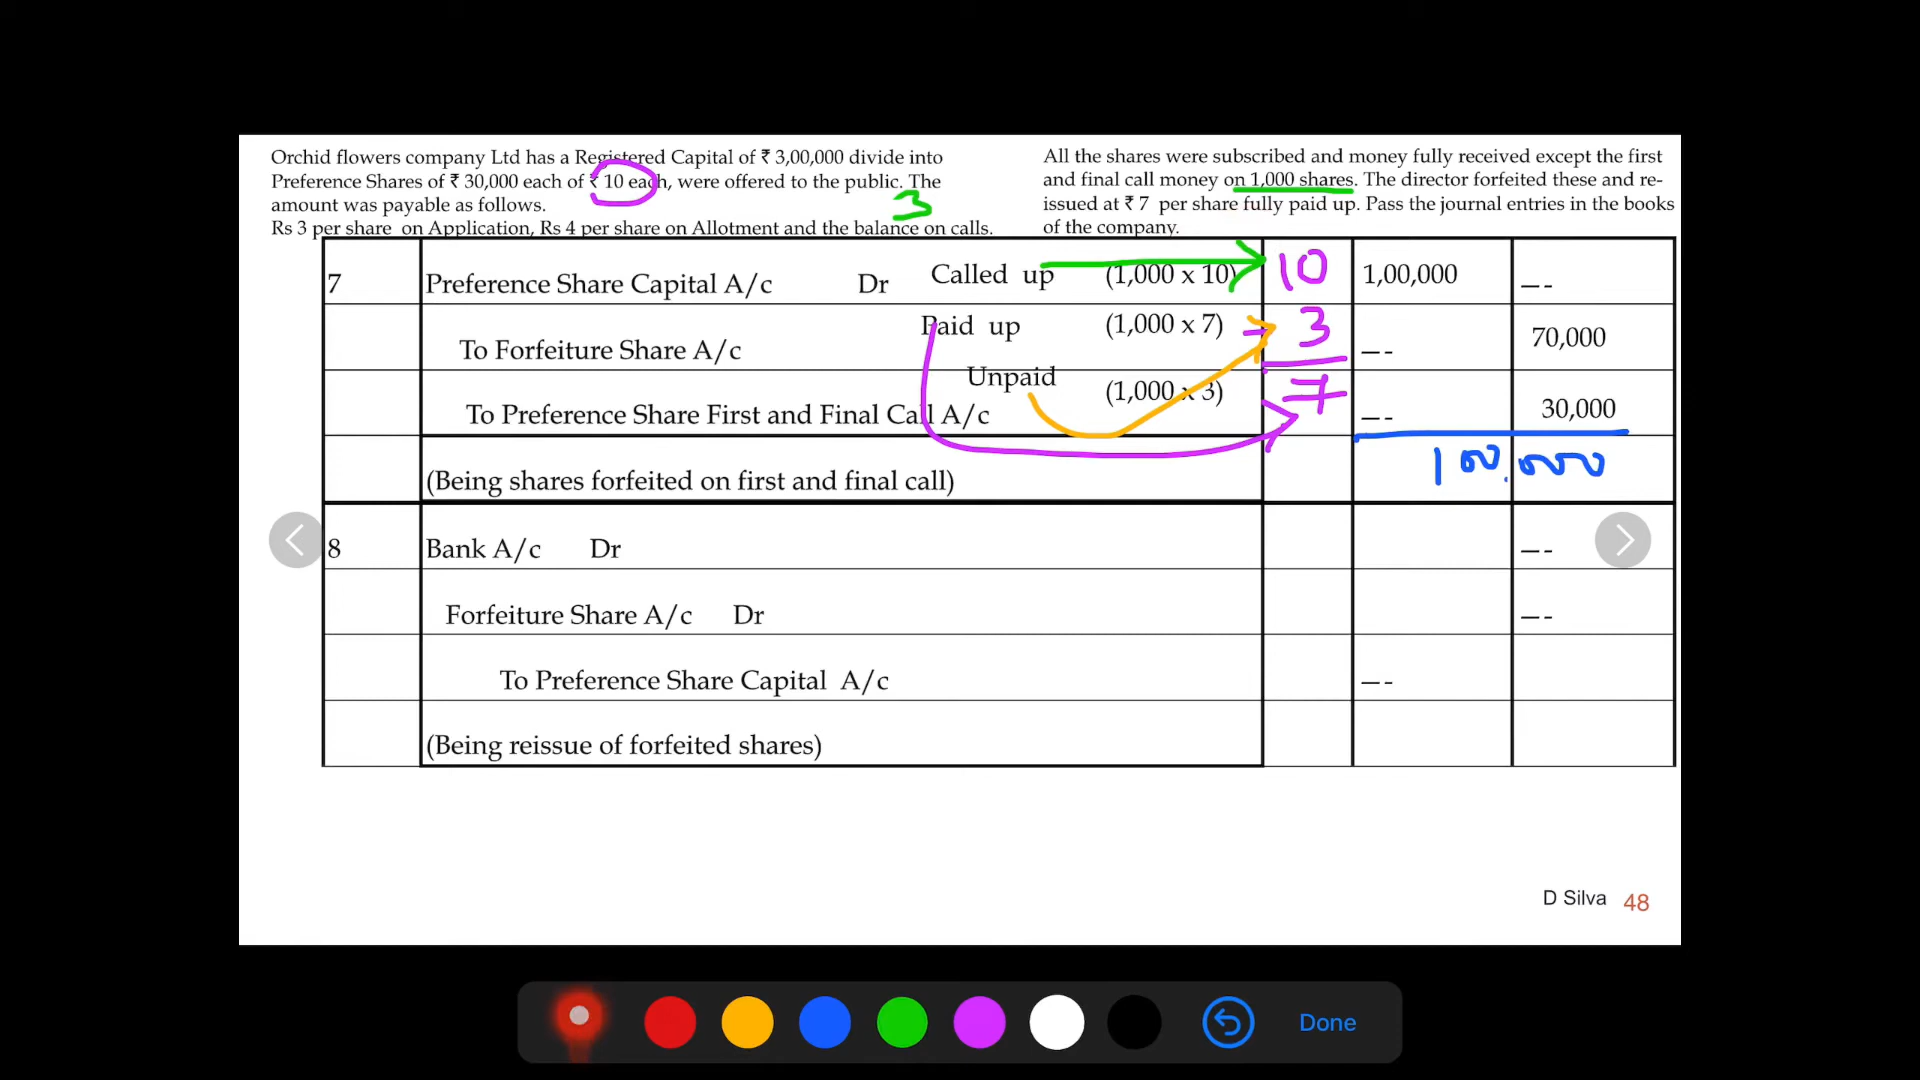 Orchid flowers company Ltd has a Registered Capital of ₹ 3,00,000 divide into
Preference Shares of ₹ 30,000 each of ₹ 10 each, were offered to the public. The
amount was payable as follows.
3
Rs 3 per share on Application, Rs 4 per share on Allotment and the balance on calls.
All the shares were subscribed and money fully received except the first
and final call money on 1,000 shares. The director forfeited these and re-
issued at ₹ 7 per share fully paid up. Pass the journal entries in the books
of the company.
7 Preference Share Capital A/c Dr Called up (1,000 x 10) 10 1,00,000 – -
Paid up (1,000 x 7) - 3
To Forfeiture Share A/c – - 70,000
Unpaid (1,000 x 3) 7
To Preference Share First and Final Call A/c – - 30,000
100,000
(Being shares forfeited on first and final call)
8 Bank A/c Dr – -
Forfeiture Share A/c Dr – -
To Preference Share Capital A/c – -
(Being reissue of forfeited shares)
D Silva 48
Done